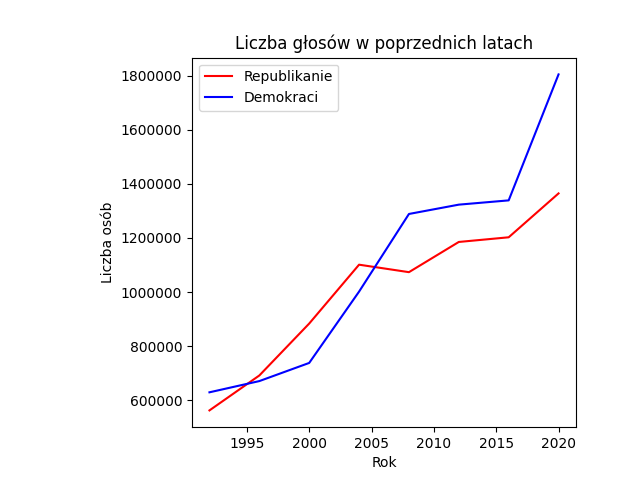 Liczba głosów w poprzednich latach
Republikanie
Demokraci
1800000
1600000
1400000
1200000
1000000
800000
600000
Liczba osób
1995 2000 2005 2010 2015 2020
Rok